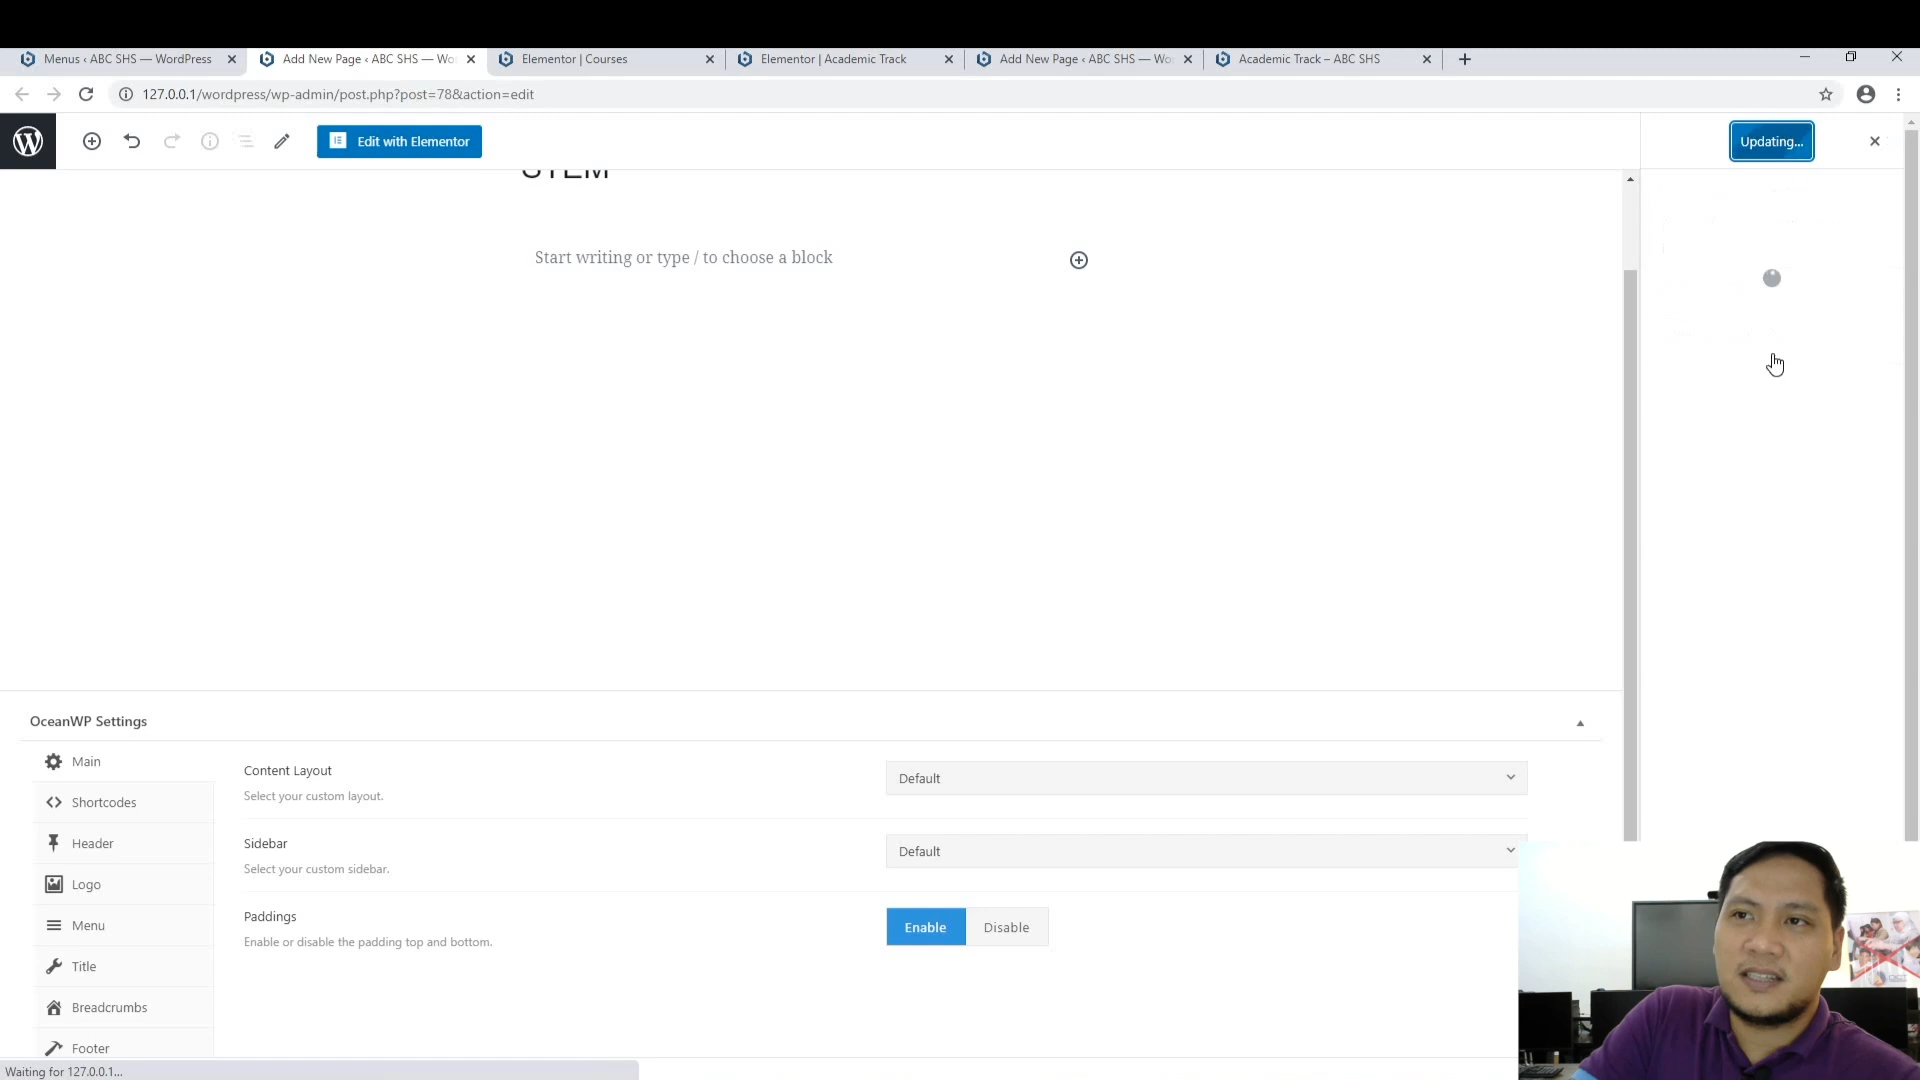 Menus ‹ ABC SHS — WordPress
Add New Page ‹ ABC SHS — Wo
Elementor | Courses
Elementor | Academic Track
Add New Page ‹ ABC SHS — Wo
Academic Track – ABC SHS
127.0.0.1/wordpress/wp-admin/post.php?post=78&action=edit
Edit with Elementor
Updating...
STEM
Start writing or type / to choose a block
OceanWP Settings
Main
Content Layout
Default
Select your custom layout.
Shortcodes
Header
Sidebar
Default
Select your custom sidebar.
Logo
Paddings
Enable
Disable
Menu
Enable or disable the padding top and bottom.
Title
Breadcrumbs
Footer
Waiting for 127.0.0.1...